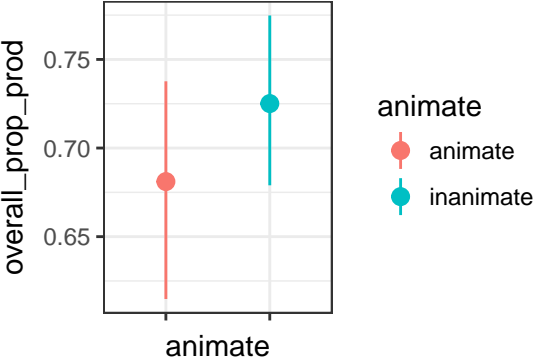 overall_prop_prod
0.75
0.70
0.65
animate
animate
animate
inanimate